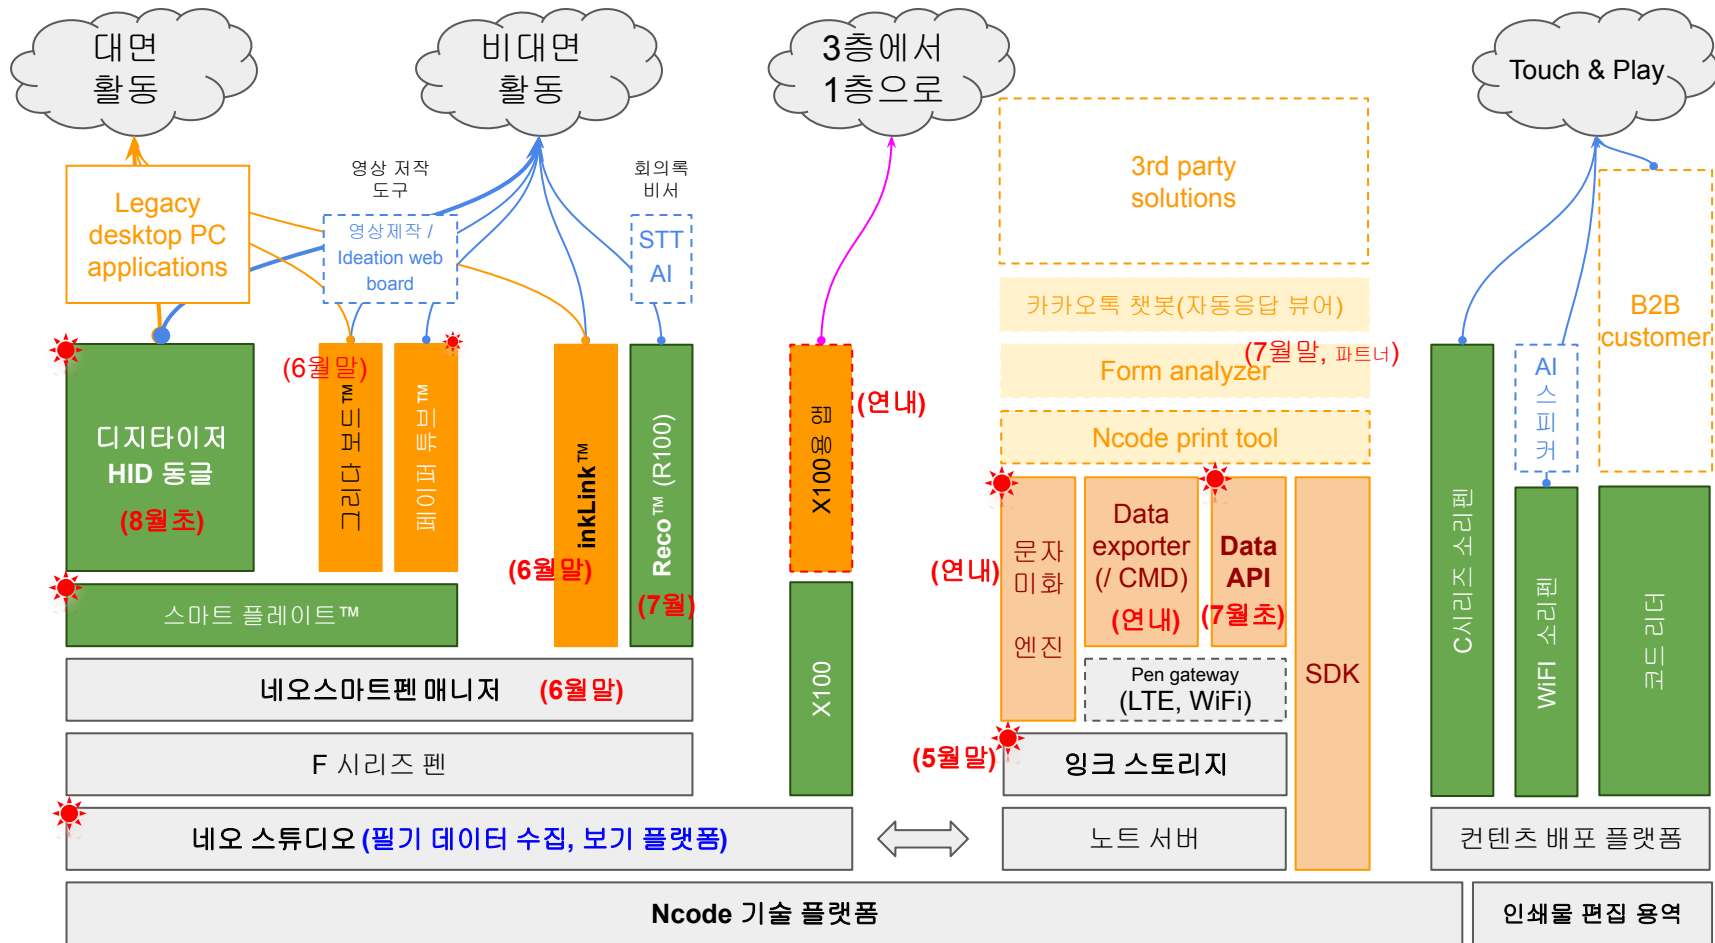 대면
활동
비대면
활동
3층에서
1층으로
Touch & Play
영상 저작
도구
회의록
비서
Legacy
desktop PC
applications
영상제작 /
Ideation web
board
STT
AI
3rd party
solutions
카카오톡 챗봇(자동응답 뷰어)
(7월말, 파트너)
Form analyzer
Ncode print tool
B2B
customer
AI
스
피
커
디지타이저
HID 동글
(8월초)
(6월말)
그리다 보드™
페이퍼 튜브™
inkLink™
(6월말)
Reco™ (R100)
(7월)
X100용 앱
(연내)
X100
(연내)
문자
미화
엔진
Data
exporter
(/ CMD)
(연내)
Data
API
(7월초)
SDK
Pen gateway
(LTE, WiFi)
C시리즈 소리펜
WiFI 소리펜
코드 리더
스마트 플레이트™
네오스마트펜 매니저 (6월말)
F 시리즈 펜
(5월말)
잉크 스토리지
네오 스튜디오 (필기 데이터 수집, 보기 플랫폼)
노트 서버
컨텐츠 배포 플랫폼
Ncode 기술 플랫폼
인쇄물 편집 용역